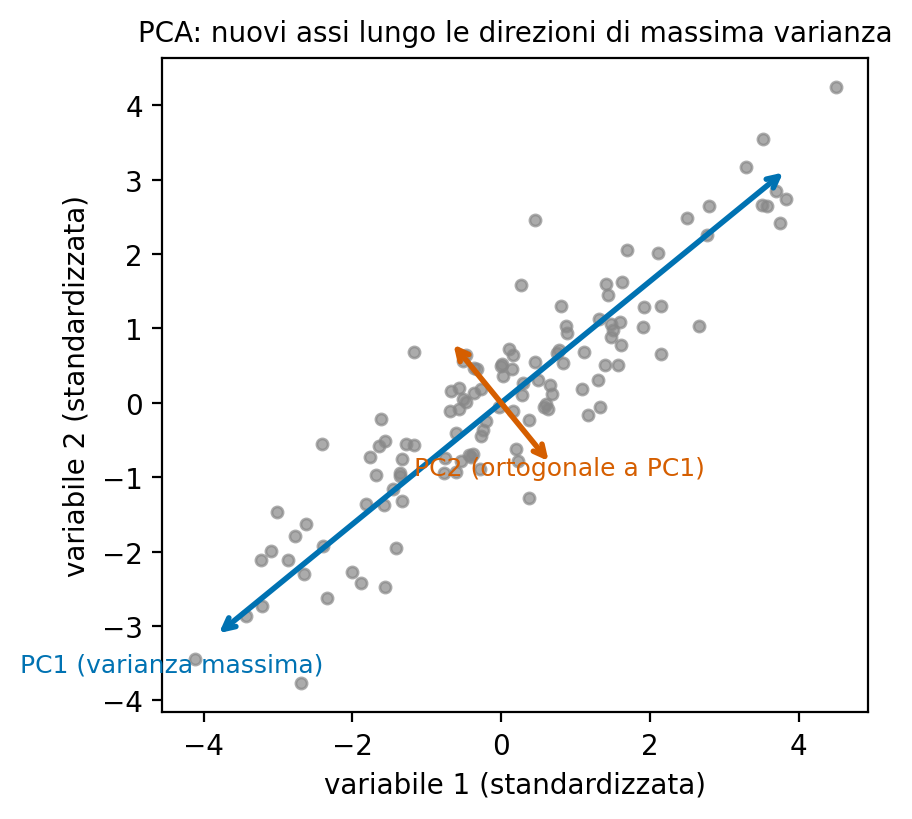 PCA: nuovi assi lungo le direzioni di massima varianza
variabile 2 (standardizzata)
4
3
2
1
0
−1
−2
−3
−4
PC2 (ortogonale a PC1)
PC1 (varianza massima)
−4
−2
0
2
4
variabile 1 (standardizzata)